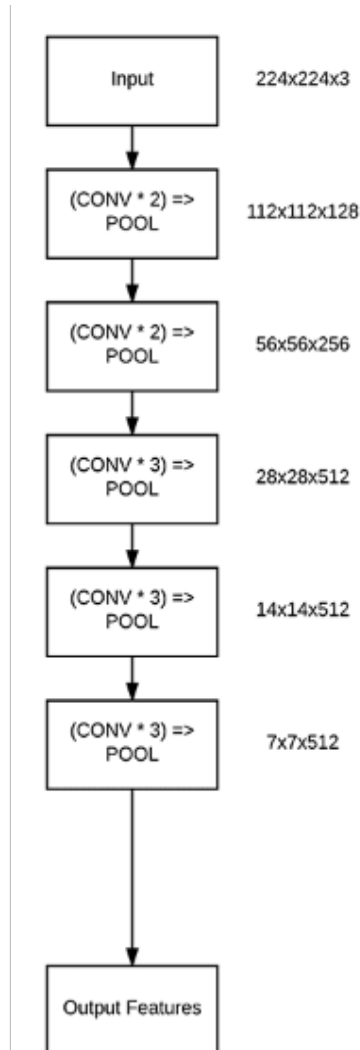 Input
224x224x3
(CONV * 2) =>
POOL
112x112x128
(CONV * 2) =>
POOL
56x56x256
(CONV * 3) =>
POOL
28x28x512
(CONV * 3) =>
POOL
14x14x512
(CONV * 3) =>
POOL
7x7x512
Output Features